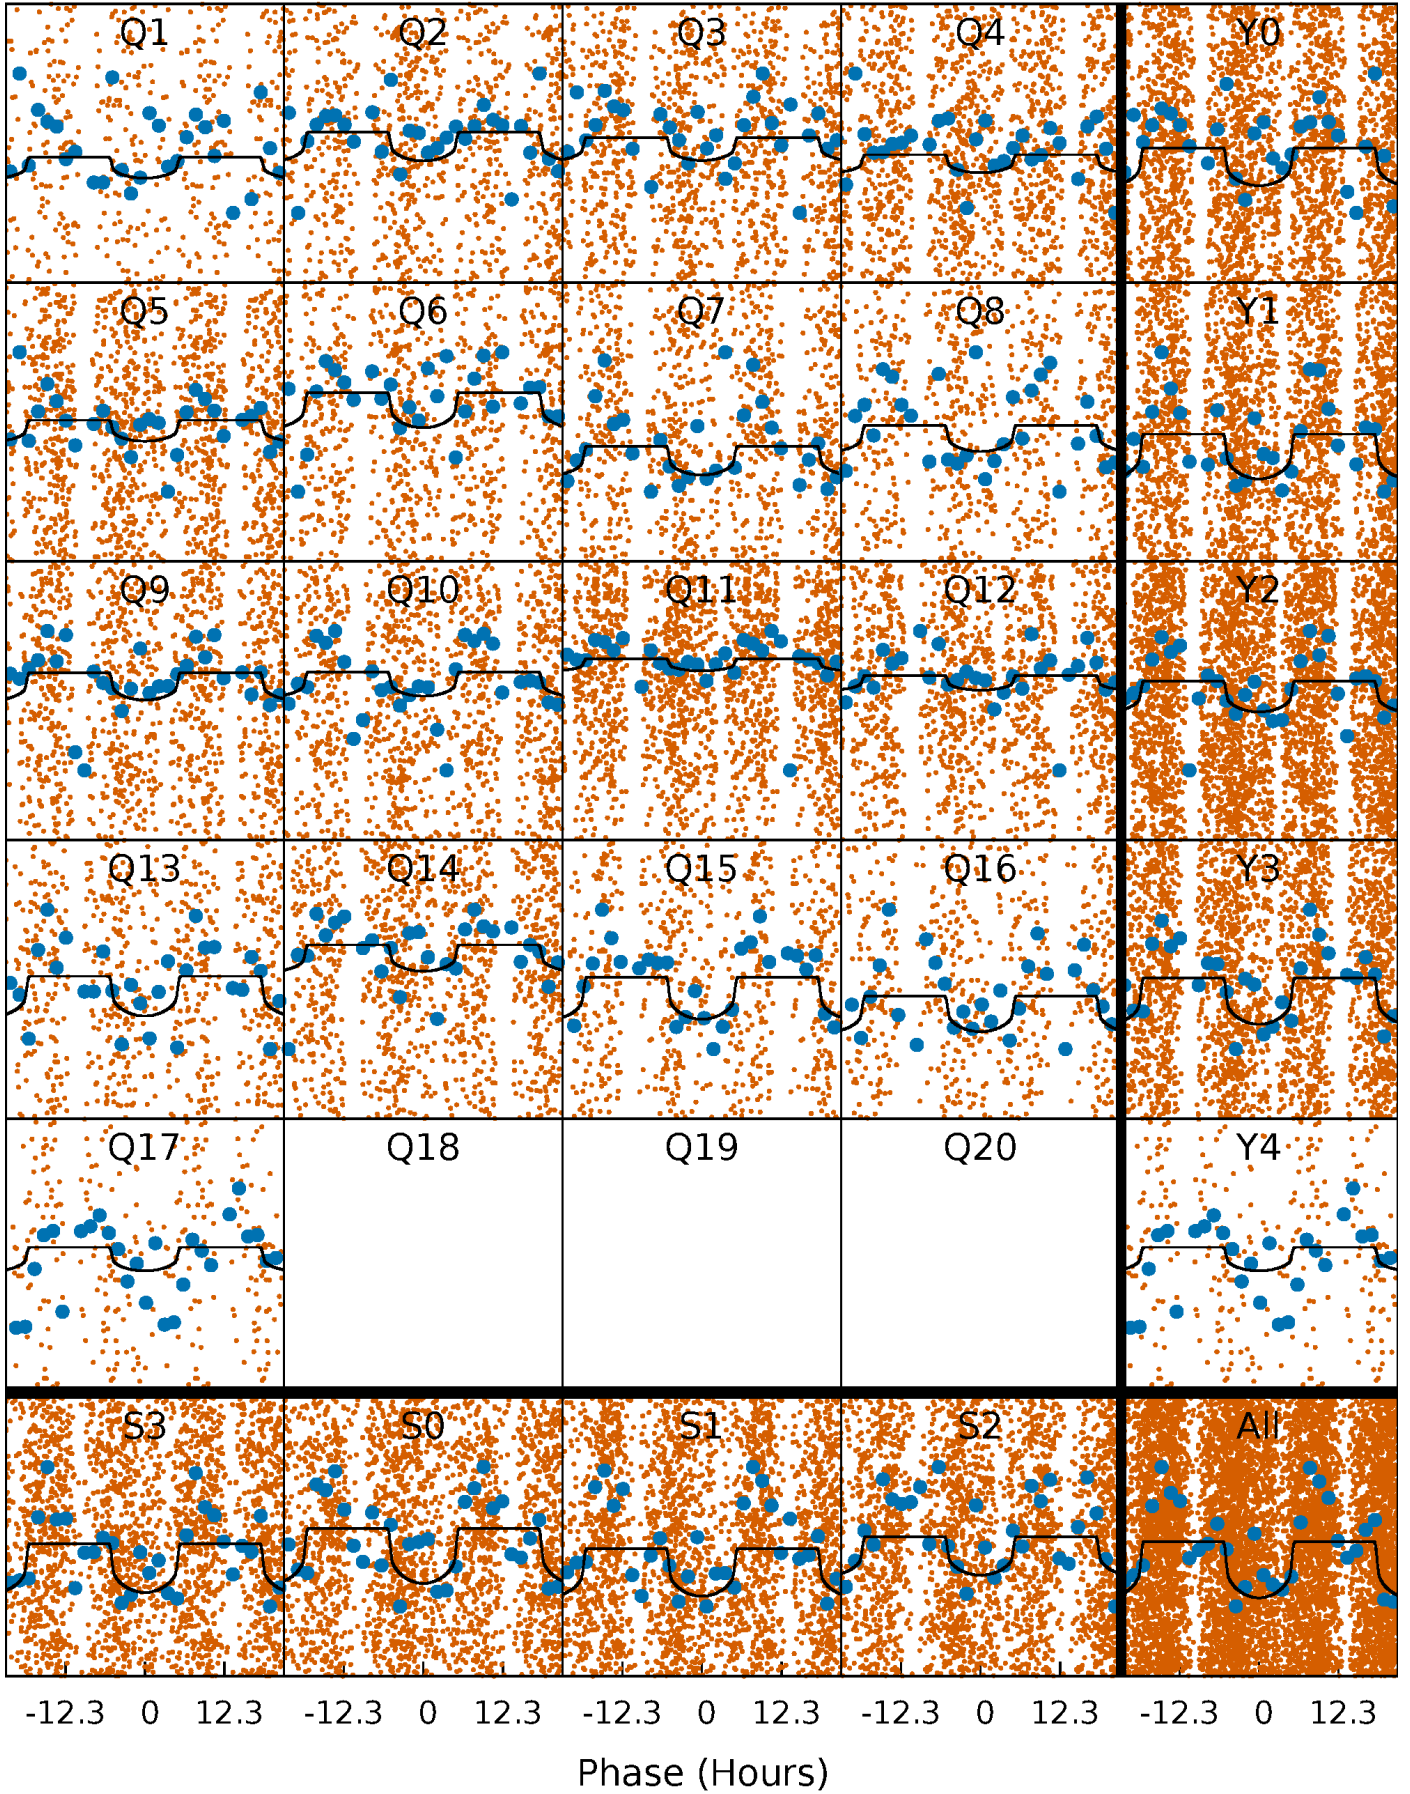 Q1 Q2 Q3 Q4 Y0
Q5 Q6 Q7 Q8 Y1
Q9 Q10 Q11 Q12 Y2
Q13 Q14 Q15 Q16 Y3
Q17 Q18 Q19 Q20 Y4
S3 S0 S1 S2 All
-12.3 0 12.3 -12.3 0 12.3 -12.3 0 12.3 -12.3 0 12.3 -12.3 0 12.3
Phase (Hours)